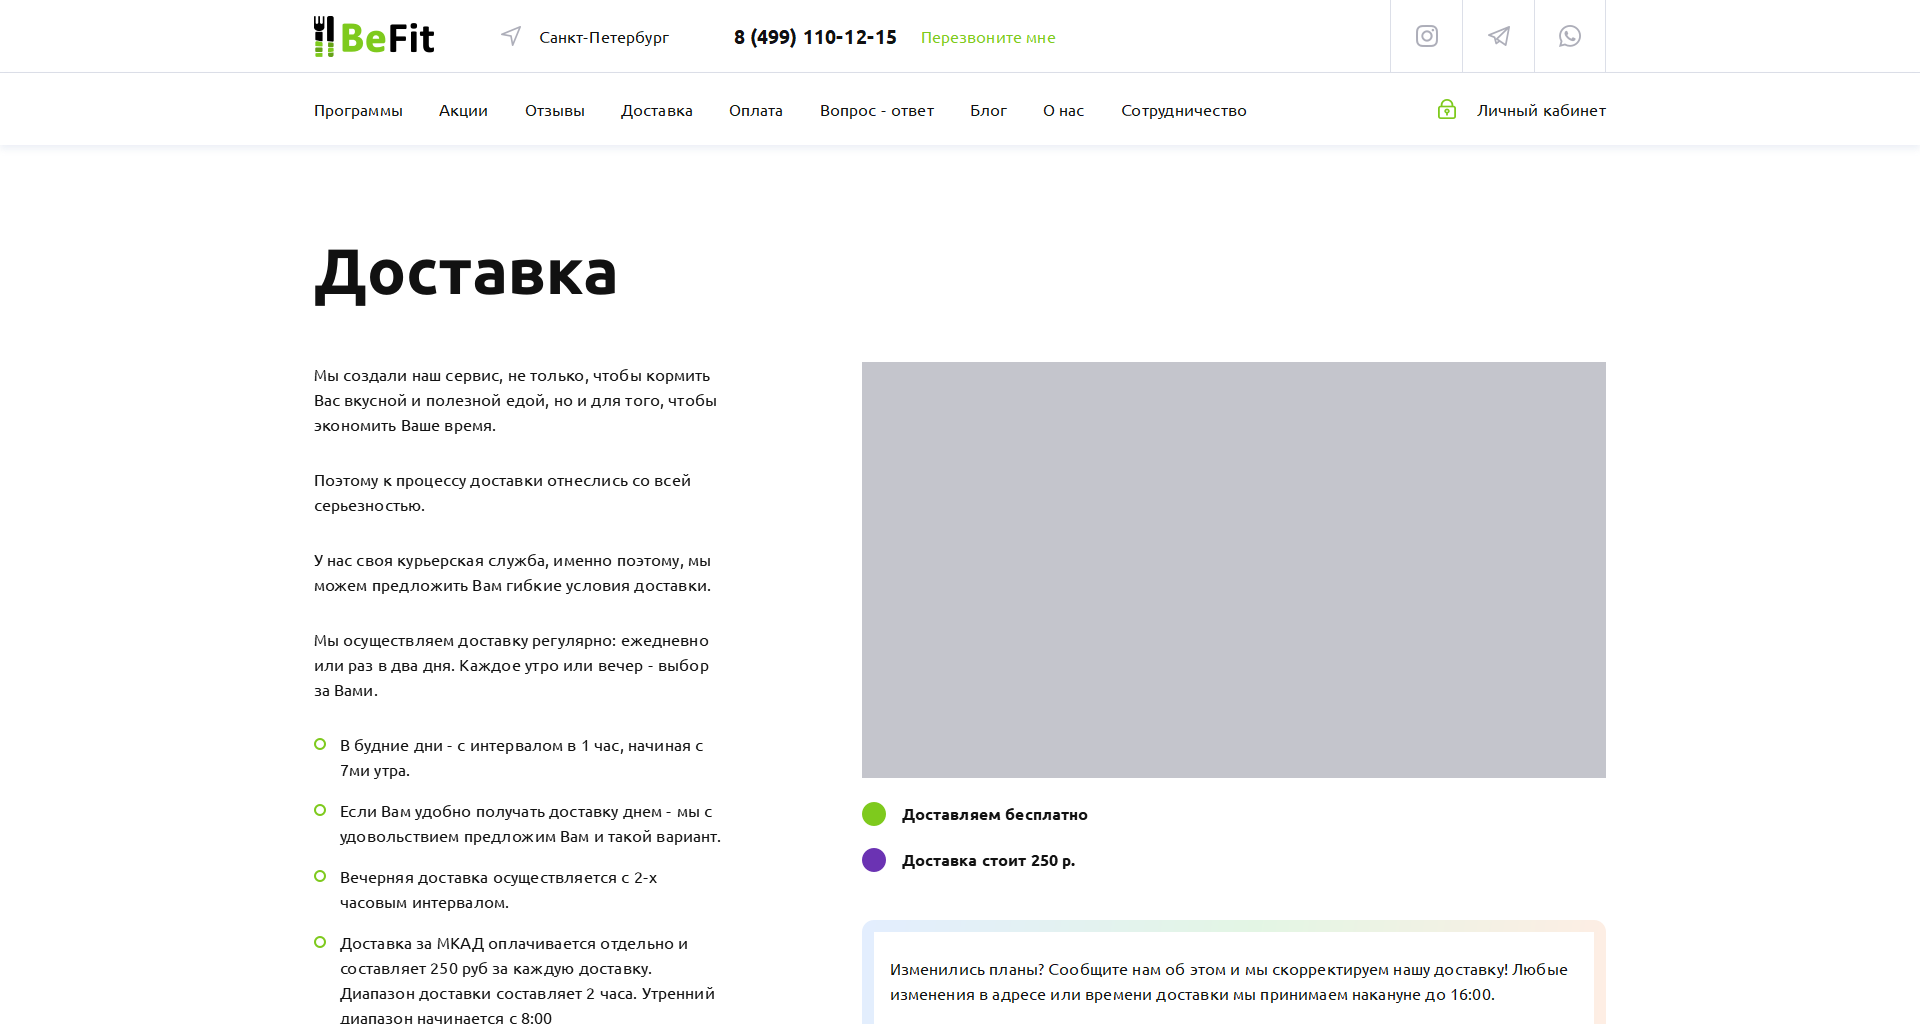 BeFit
Санкт-Петербург
8 (499) 110-12-15
Перезвоните мне
Программы
Акции
Отзывы
Доставка
Оплата
Вопрос - ответ
Блог
О нас
Сотрудничество
Личный кабинет
Доставка
Мы создали наш сервис, не только, чтобы кормить
Вас вкусной и полезной едой, но и для того, чтобы
экономить Ваше время.
Поэтому к процессу доставки отнеслись со всей
серьезностью.
У нас своя курьерская служба, именно поэтому, мы
можем предложить Вам гибкие условия доставки.
Мы осуществляем доставку регулярно: ежедневно
или раз в два дня. Каждое утро или вечер - выбор
за Вами.
В будние дни - с интервалом в 1 час, начиная с
7ми утра.
Если Вам удобно получать доставку днем - мы с
удовольствием предложим Вам и такой вариант.
Вечерняя доставка осуществляется с 2-х
часовым интервалом.
Доставка за МКАД оплачивается отдельно и
составляет 250 руб за каждую доставку.
Диапазон доставки составляет 2 часа. Утренний
диапазон начинается с 8:00
Доставляем бесплатно
Доставка стоит 250 р.
Изменились планы? Сообщите нам об этом и мы скорректируем нашу доставку! Любые
изменения в адресе или времени доставки мы принимаем накануне до 16:00.